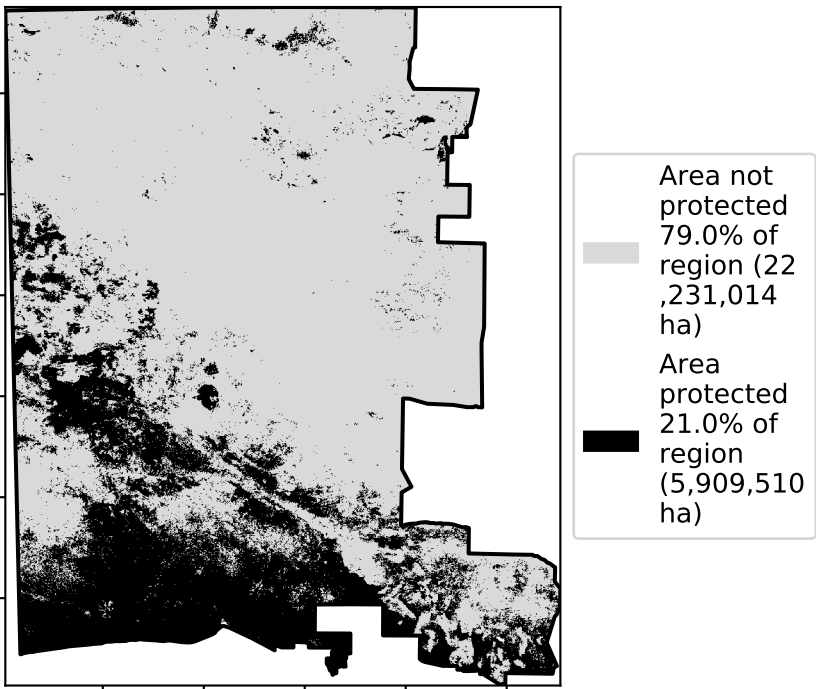 Area not
protected
79.0% of
region (22
,231,014
ha)
Area
protected
21.0% of
region
(5,909,510
ha)